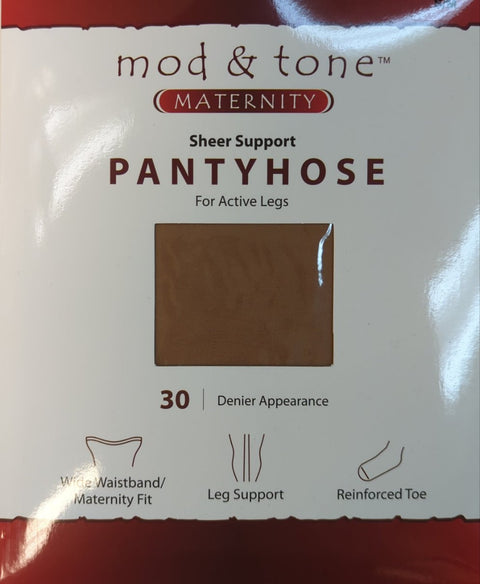 mod & tone™
MATERNITY
Sheer Support
PANTYHOSE
For Active Legs
30 | Denier Appearance
Wide Waistband/
Maternity Fit
Leg Support
Reinforced Toe